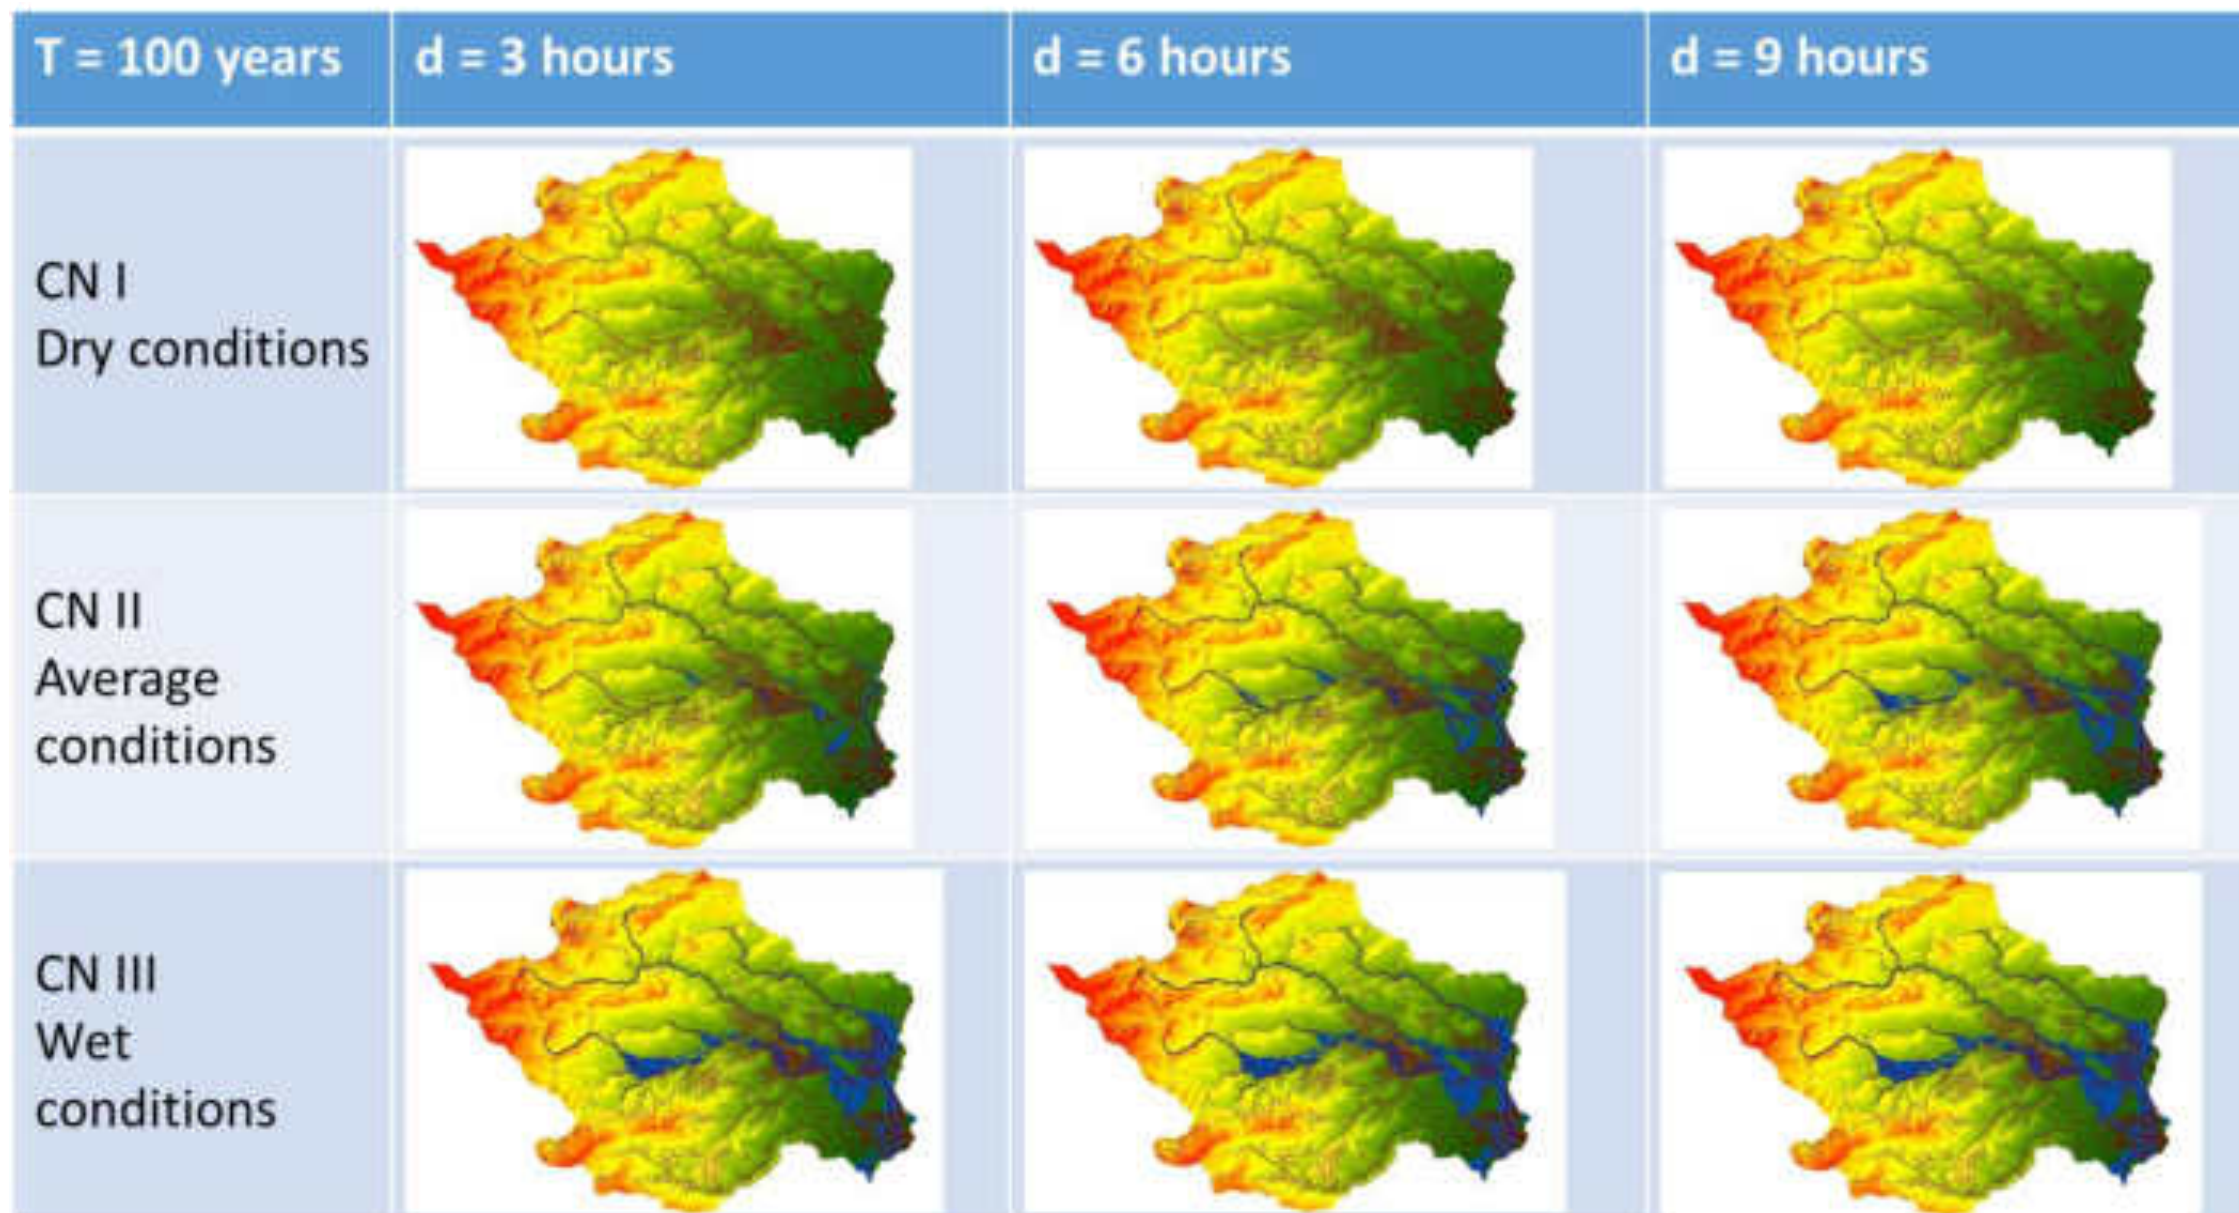 T = 100 years
d = 3 hours
d = 6 hours
d = 9 hours
CN I
Dry conditions
CN II
Average
conditions
CN III
Wet
conditions